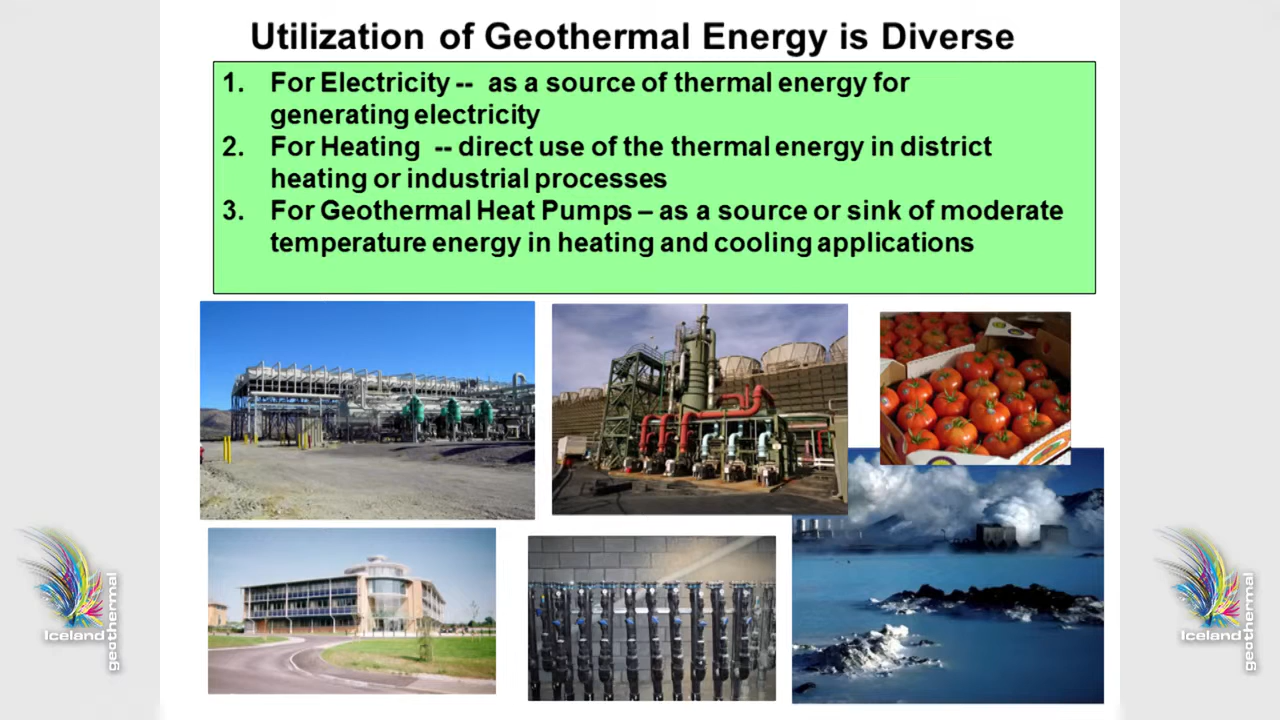 Utilization of Geothermal Energy is Diverse
1. For Electricity -- as a source of thermal energy for
generating electricity
2. For Heating -- direct use of the thermal energy in district
heating or industrial processes
3. For Geothermal Heat Pumps – as a source or sink of moderate
temperature energy in heating and cooling applications
Iceland
geothermal
Iceland
geothermal